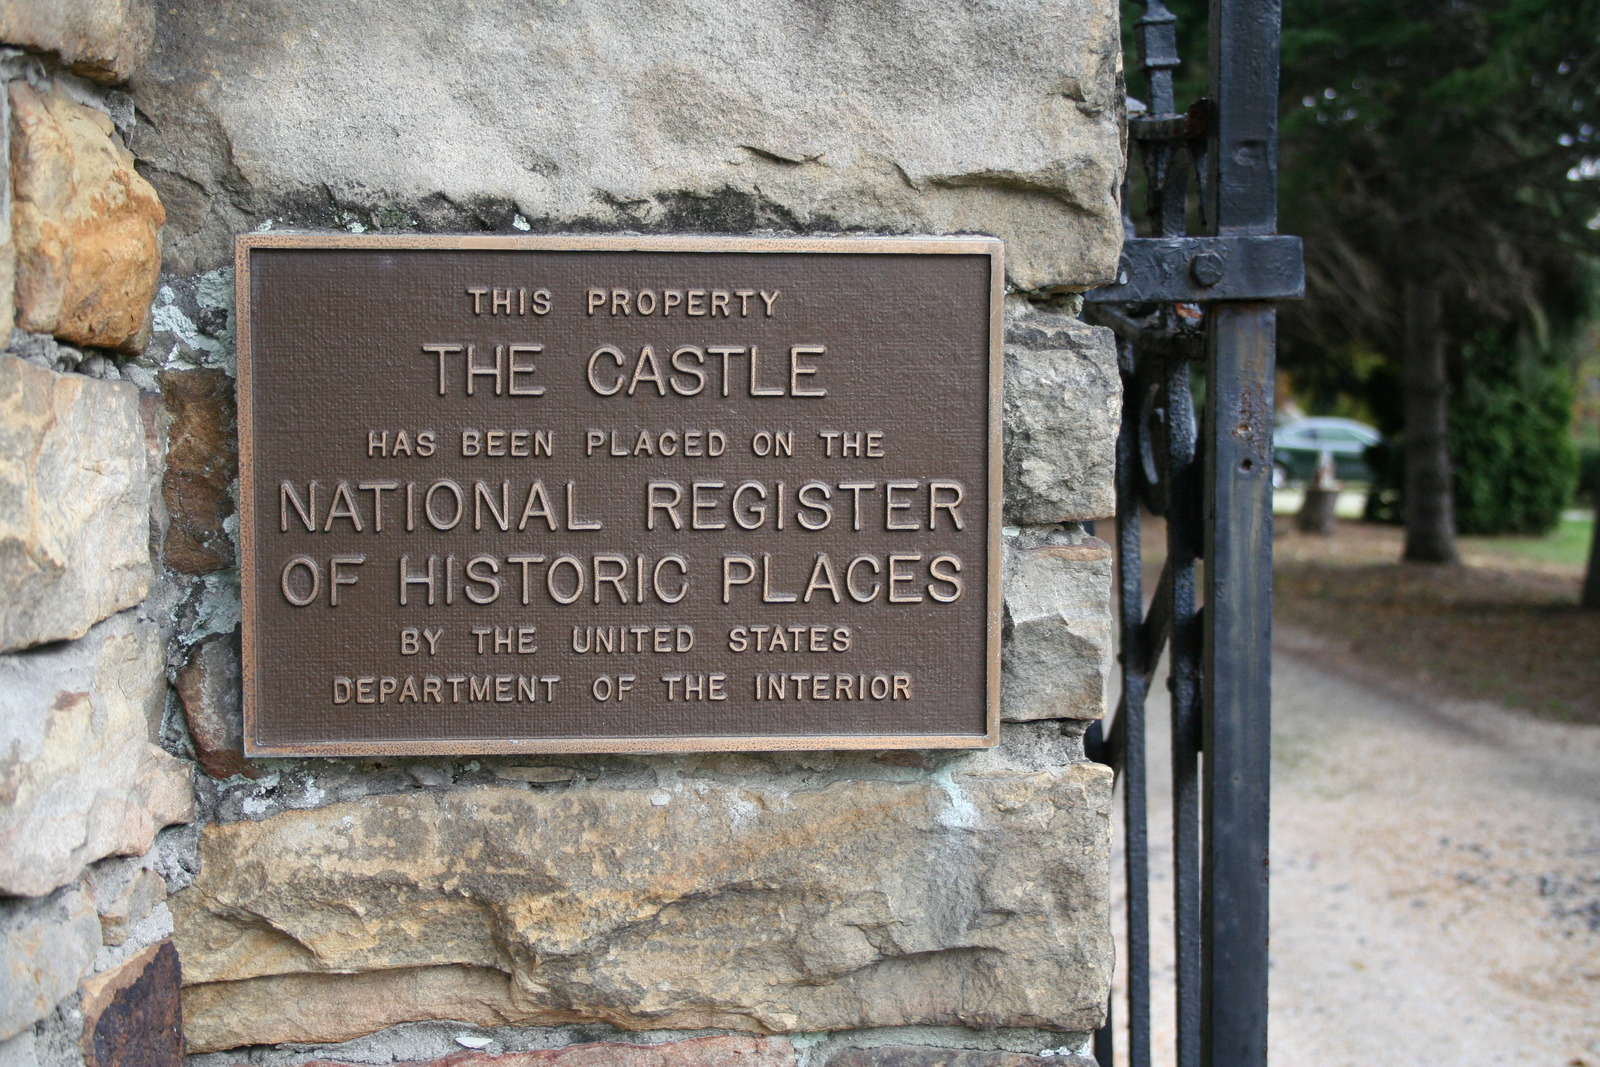 THIS PROPERTY
THE CASTLE
HAS BEEN PLACED ON THE
NATIONAL REGISTER
OF HISTORIC PLACES
BY THE UNITED STATES
DEPARTMENT OF THE INTERIOR